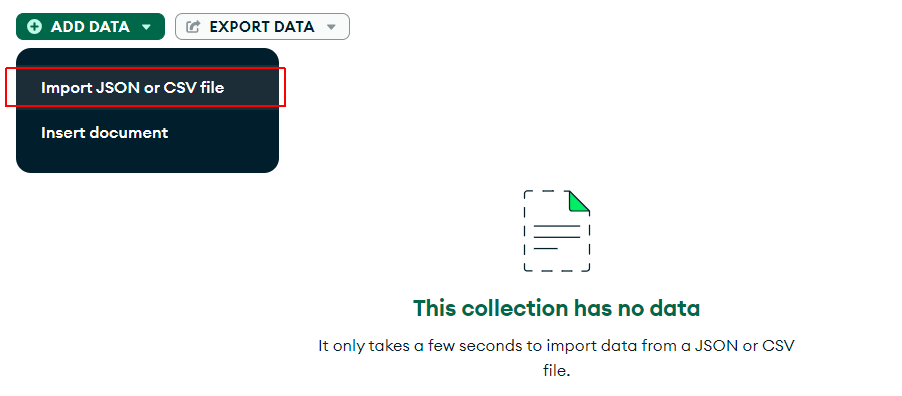 ADD DATA
EXPORT DATA
Import JSON or CSV file
Insert document
This collection has no data
It only takes a few seconds to import data from a JSON or CSV
file.